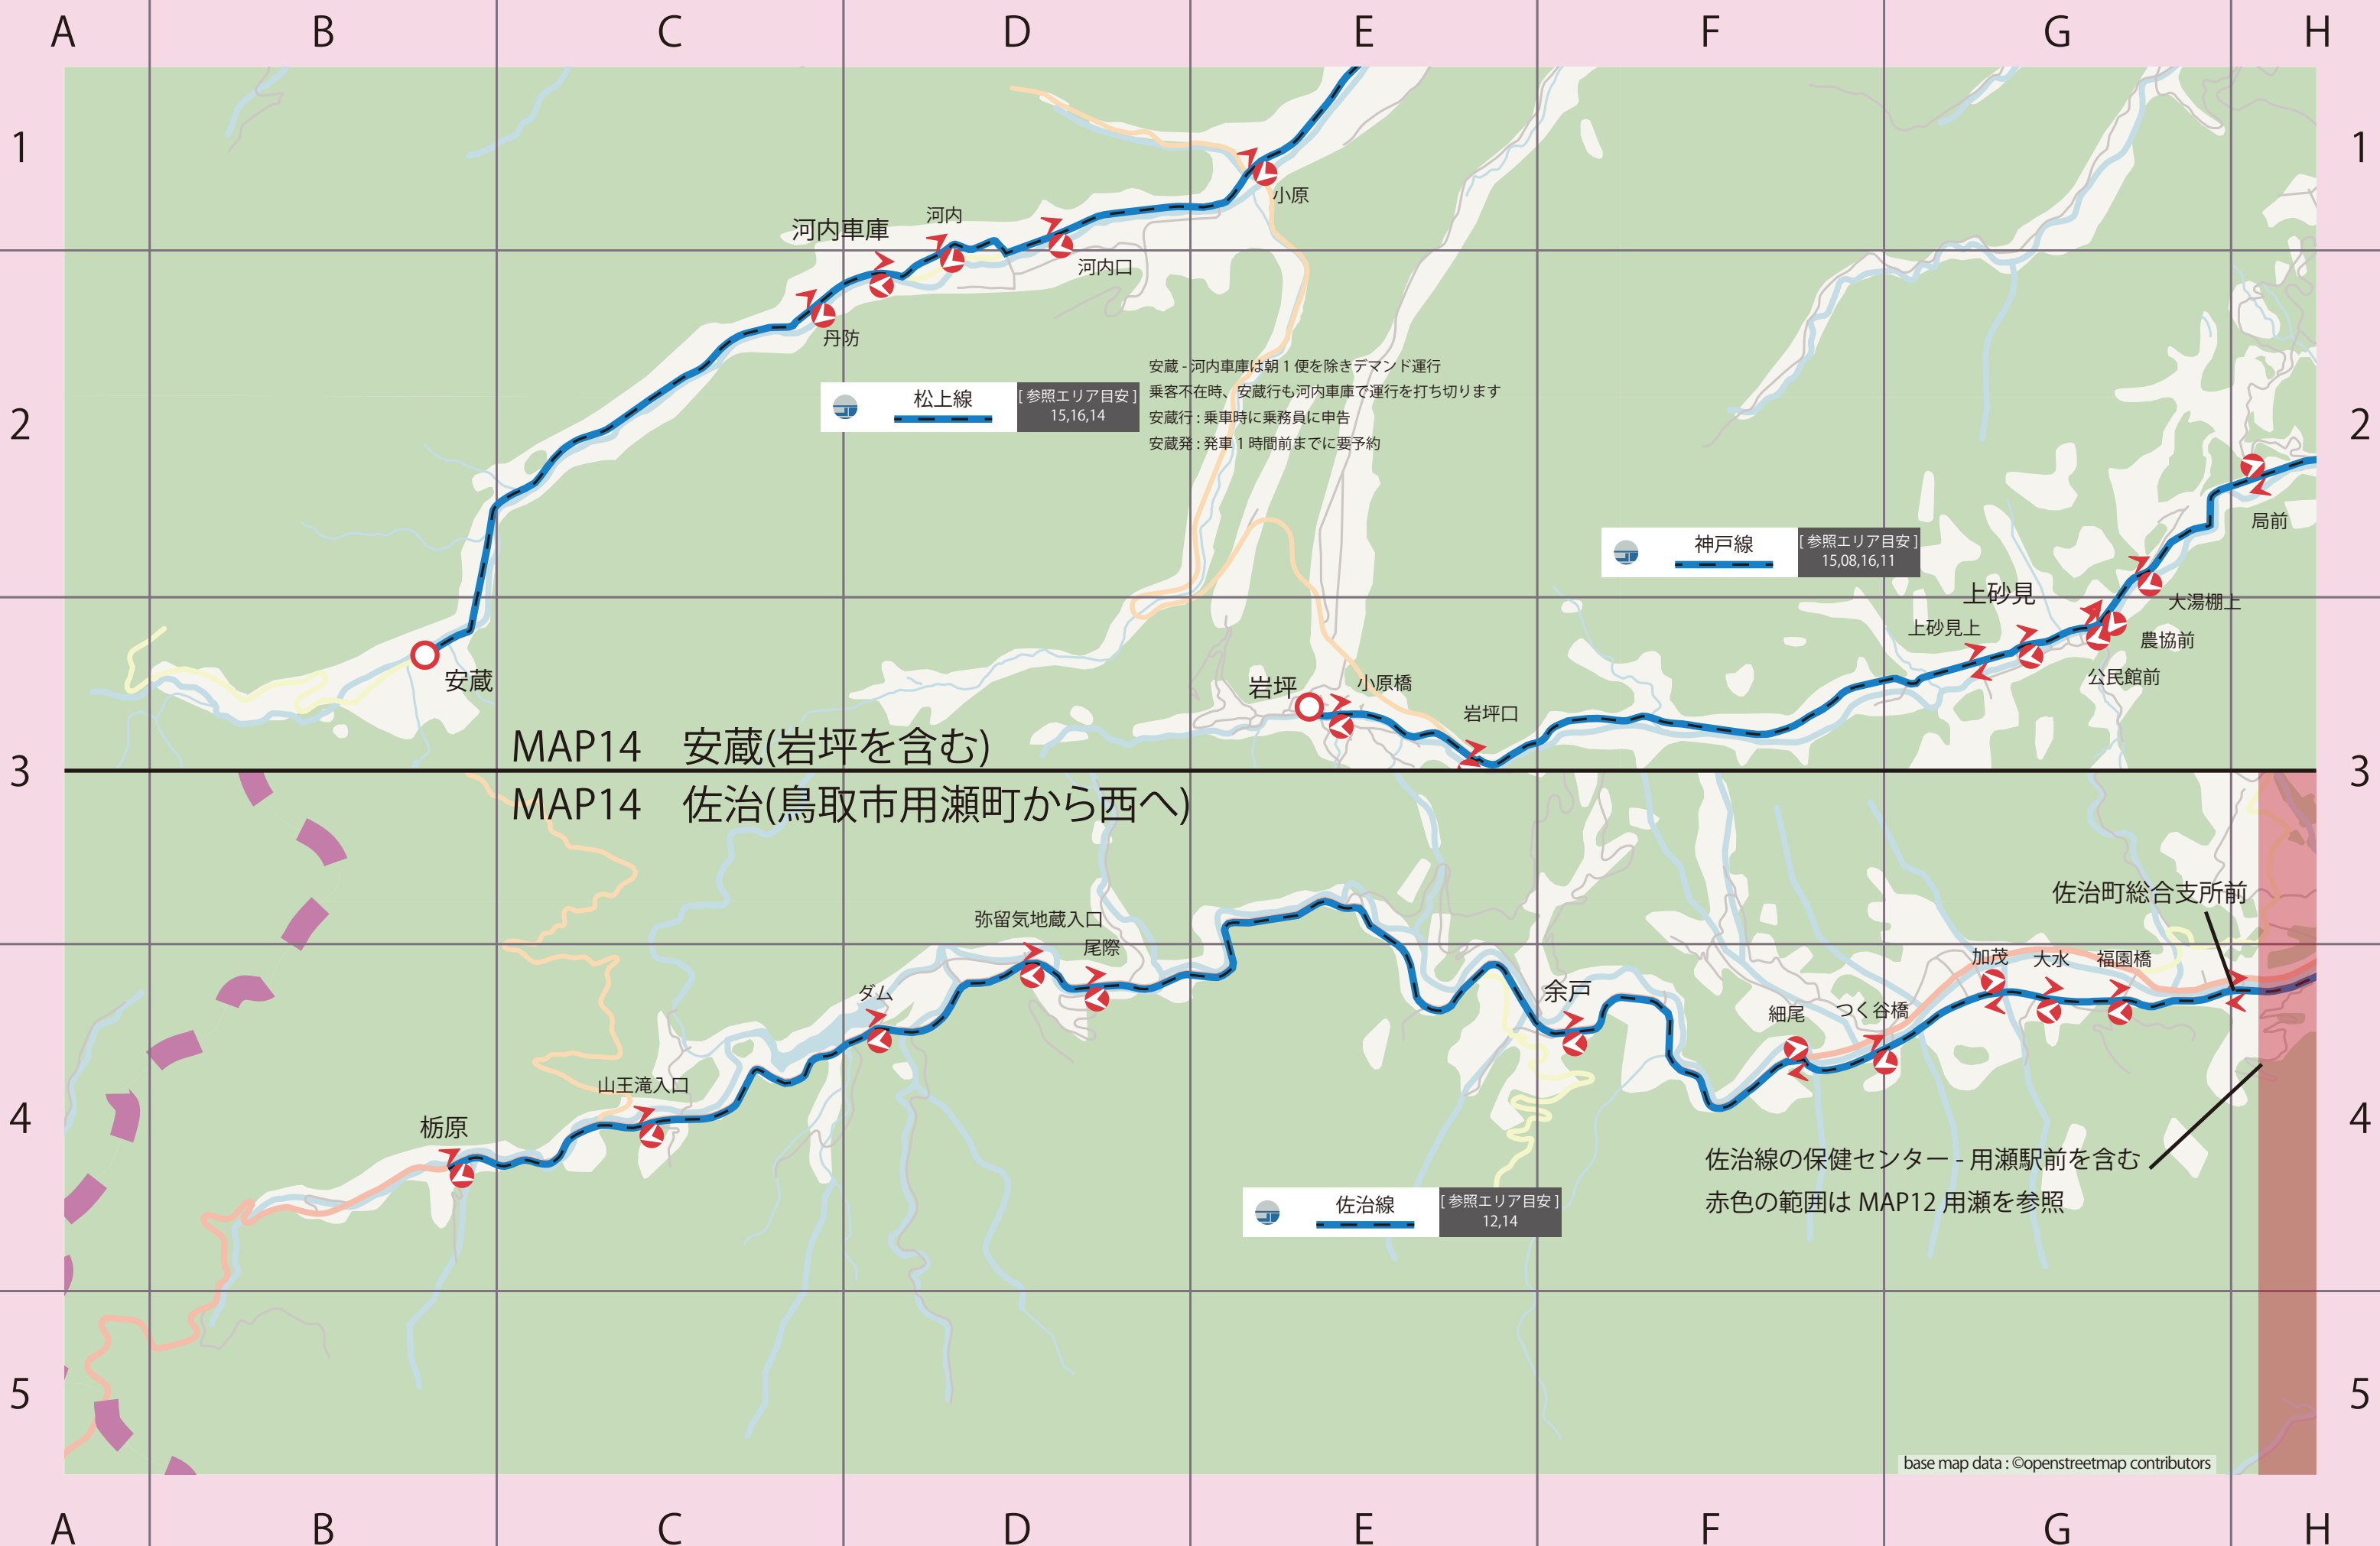 A B C D E F G H
1 1
小原
河内
河内車庫
河内口
丹防
安蔵 - 河内車庫は朝 1 便を除きデマンド運行
乗客不在時、安蔵行も河内車庫で運行を打ち切ります
安蔵行 : 乗車時に乗務員に申告
安蔵発 : 発車 1 時間前までに要予約
松上線
[ 参照エリア目安 ]
15,16,14
2 2
局前
神戸線
[ 参照エリア目安 ]
15,08,16,11
上砂見
大湯棚上
上砂見上
農協前
公民館前
安蔵
岩坪
小原橋
岩坪口
MAP14 安蔵(岩坪を含む)
3 3
MAP14 佐治(鳥取市用瀬町から西へ)
佐治町総合支所前
弥留気地蔵入口
尾際
加茂
大水
福園橋
ダム
余戸
細尾
つく谷橋
山王滝入口
4 4
栃原
佐治線の保健センター - 用瀬駅前を含む
赤色の範囲は MAP12 用瀬を参照
佐治線
[ 参照エリア目安 ]
12,14
5 5
base map data : ©openstreetmap contributors
A B C D E F G H